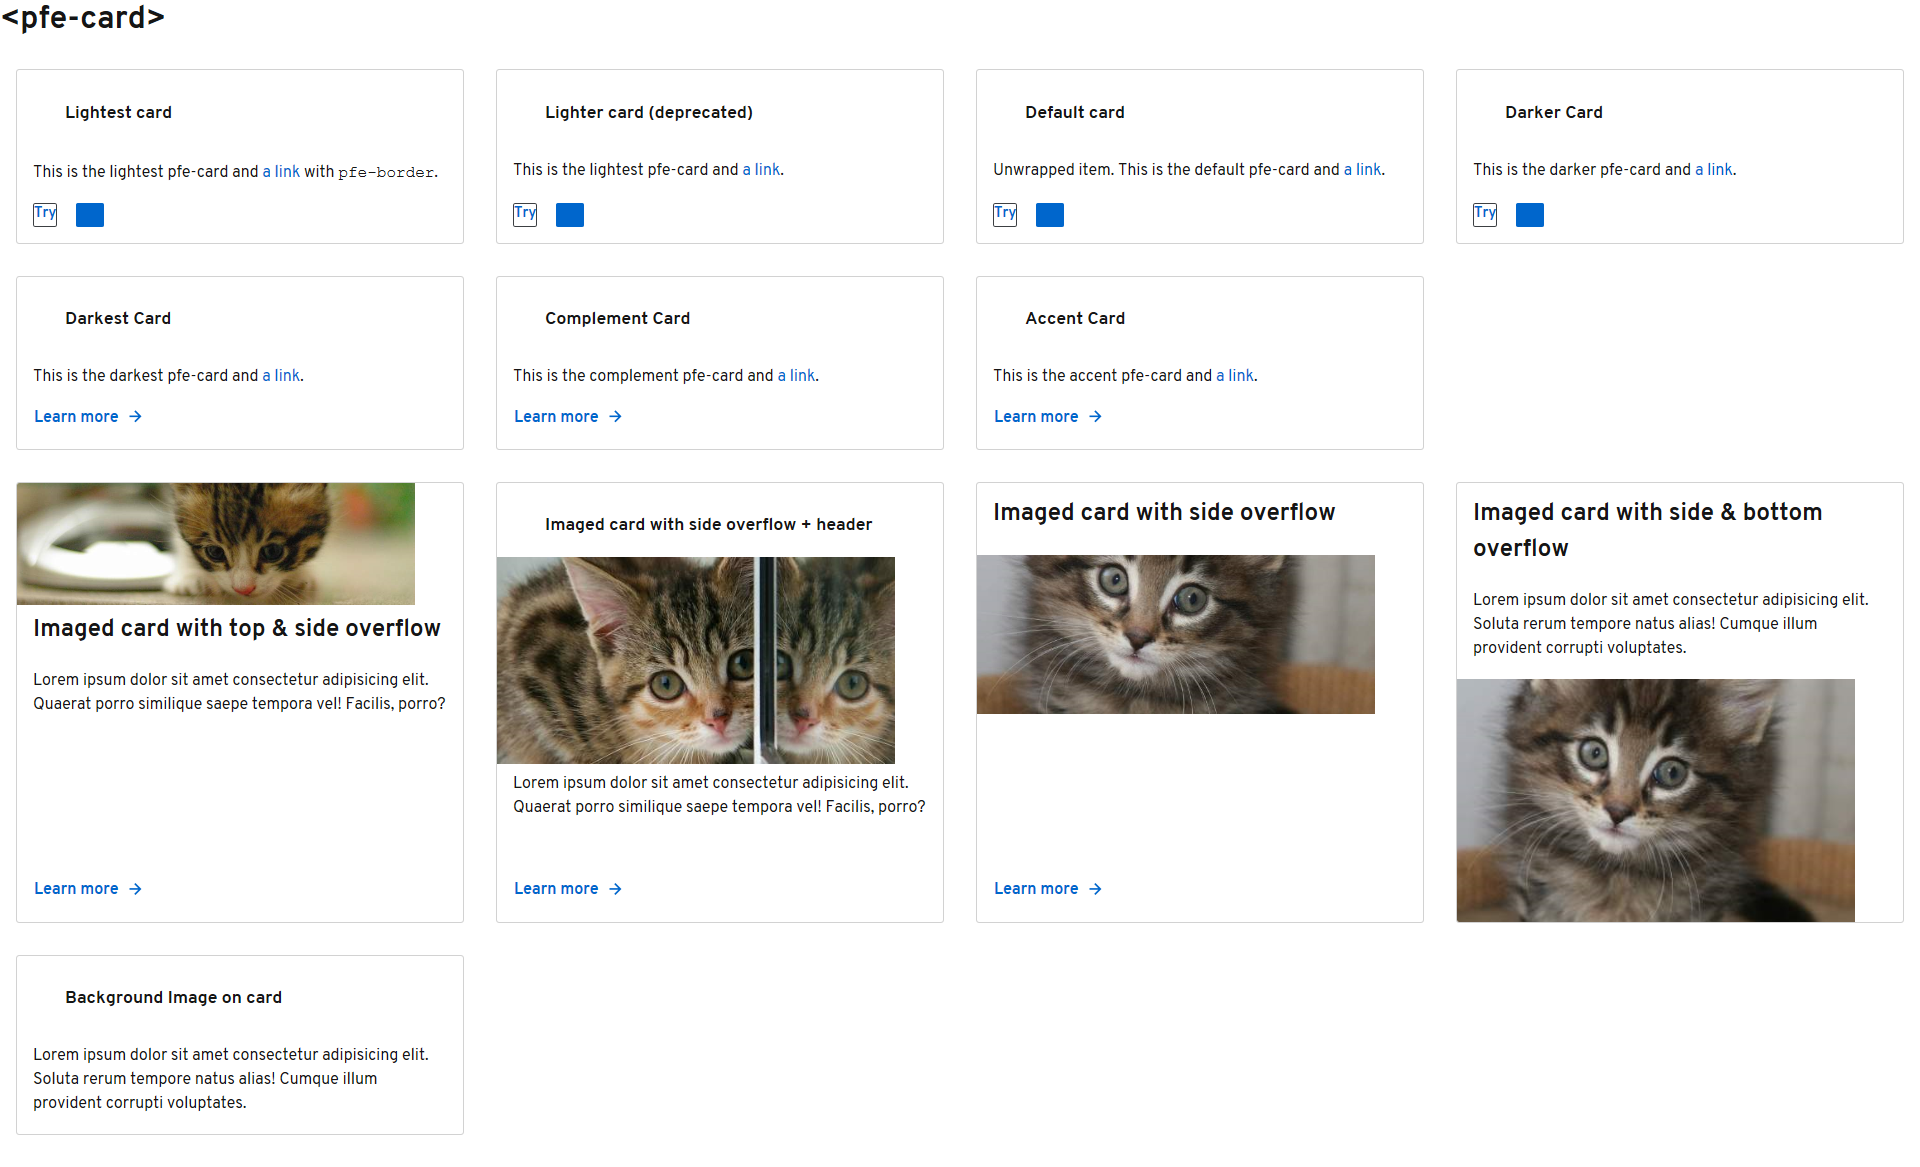 <pfe-card>
Lightest card
This is the lightest pfe-card and a link with pfe-border.
Try
Lighter card (deprecated)
This is the lightest pfe-card and a link.
Try
Default card
Unwrapped item. This is the default pfe-card and a link.
Try
Darker Card
This is the darker pfe-card and a link.
Try
Darkest Card
This is the darkest pfe-card and a link.
Learn more
Complement Card
This is the complement pfe-card and a link.
Learn more
Accent Card
This is the accent pfe-card and a link.
Learn more
Imaged card with top & side overflow
Lorem ipsum dolor sit amet consectetur adipisicing elit.
Quaerat porro similique saepe tempora vel! Facilis, porro?
Learn more
Imaged card with side overflow + header
Lorem ipsum dolor sit amet consectetur adipisicing elit.
Quaerat porro similique saepe tempora vel! Facilis, porro?
Learn more
Imaged card with side overflow
Learn more
Imaged card with side & bottom
overflow
Lorem ipsum dolor sit amet consectetur adipisicing elit.
Soluta rerum tempore natus alias! Cumque illum
provident corrupti voluptates.
Background Image on card
Lorem ipsum dolor sit amet consectetur adipisicing elit.
Soluta rerum tempore natus alias! Cumque illum
provident corrupti voluptates.